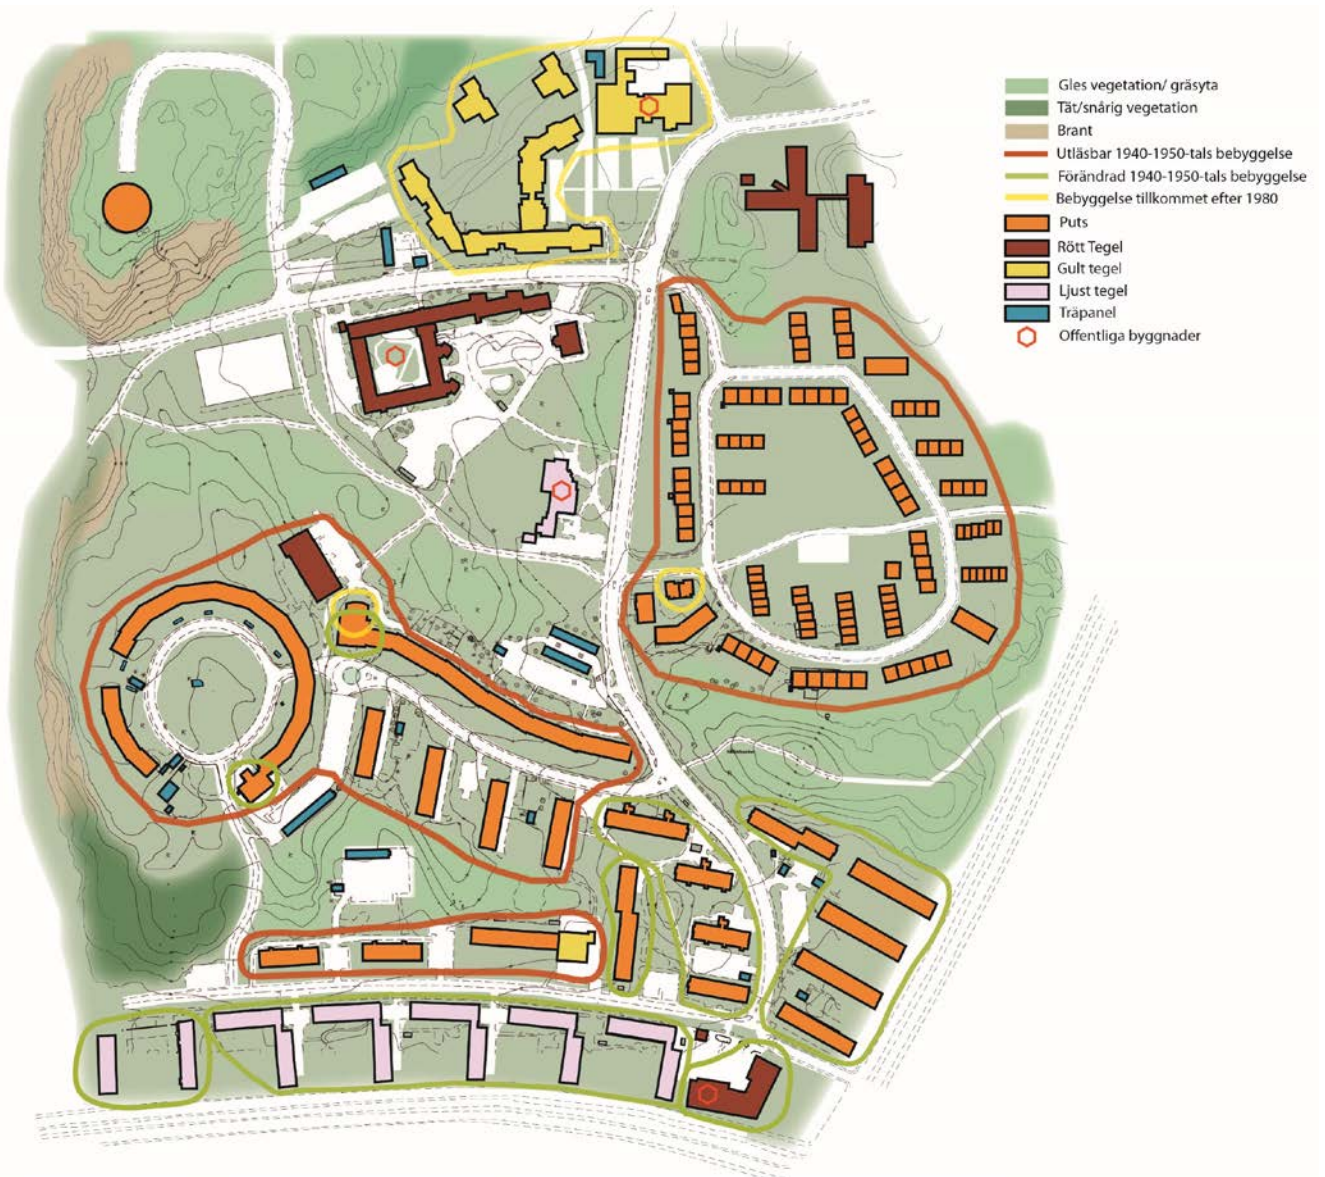 Gles vegetation/ gräsyta
Tät/snårig vegetation
Brant
Utläsbar 1940-1950-tals bebyggelse
Förändrad 1940-1950-tals bebyggelse
Bebyggelse tillkommet efter 1980
Puts
Rött Tegel
Gult tegel
Ljust tegel
Träpanel
Offentliga byggnader